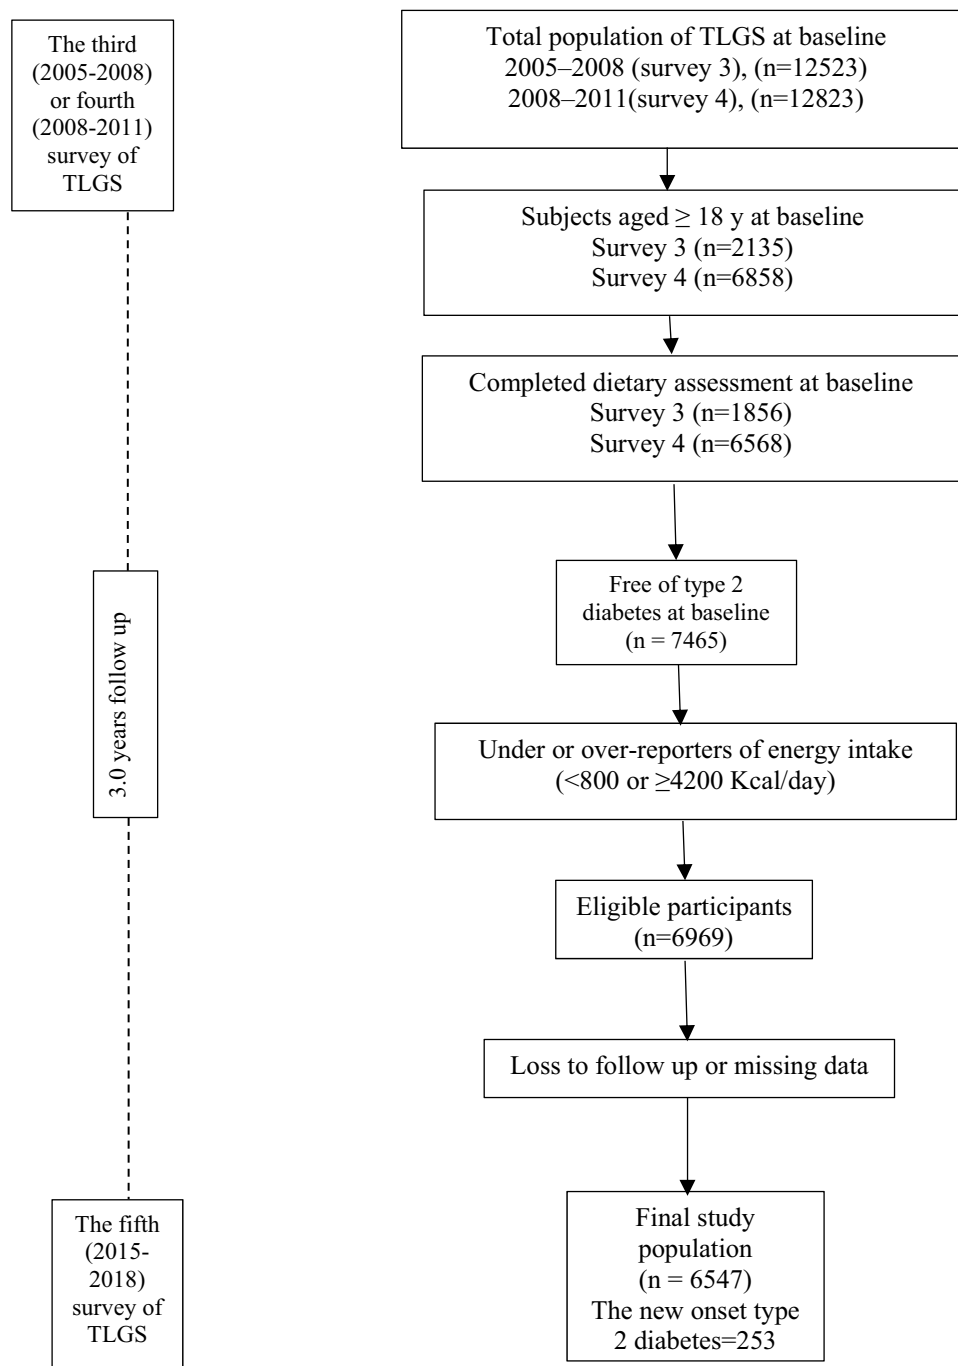 The third
(2005-2008)
or fourth
(2008-2011)
survey of
TLGS
Total population of TLGS at baseline
2005–2008 (survey 3), (n=12523)
2008–2011(survey 4), (n=12823)
Subjects aged ≥ 18 y at baseline
Survey 3 (n=2135)
Survey 4 (n=6858)
Completed dietary assessment at baseline
Survey 3 (n=1856)
Survey 4 (n=6568)
3.0 years follow up
Free of type 2
diabetes at baseline
(n = 7465)
Under or over-reporters of energy intake
(<800 or ≥4200 Kcal/day)
Eligible participants
(n=6969)
Loss to follow up or missing data
The fifth
(2015-
2018)
survey of
TLGS
Final study
population
(n = 6547)
The new onset type
2 diabetes=253